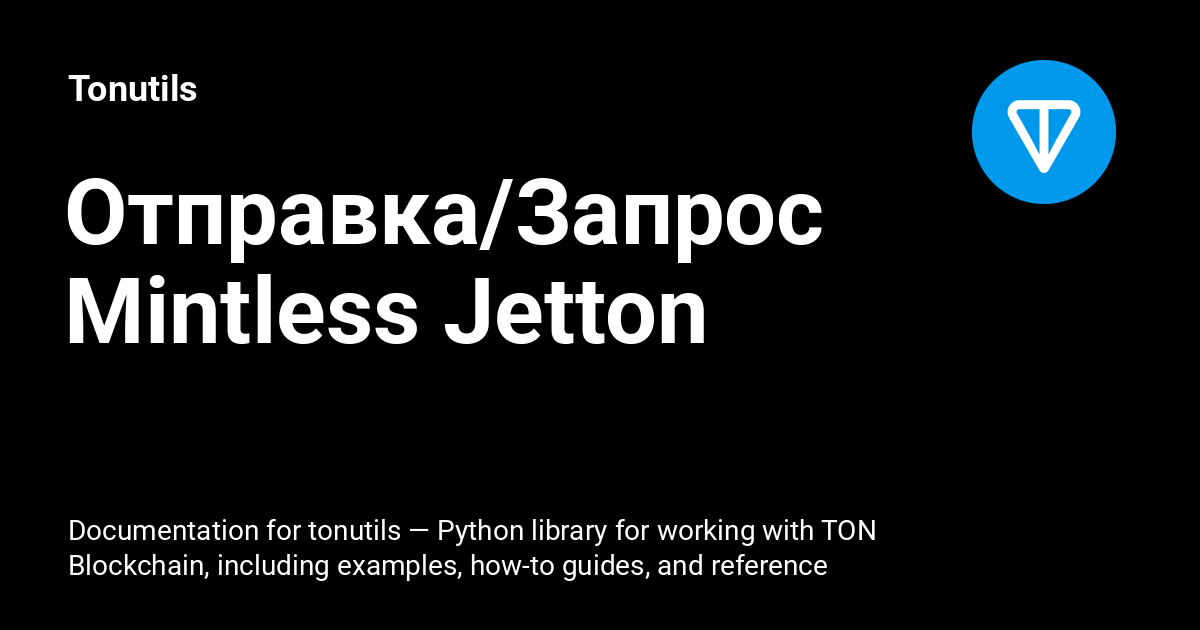 Tonutils
Отправка/Запрос
Mintless Jetton
Documentation for tonutils — Python library for working with TON
Blockchain, including examples, how-to guides, and reference